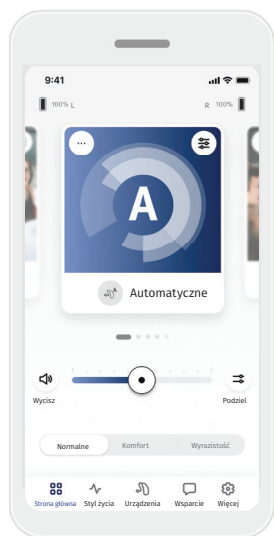 9:41
100% L
R 100%
A
A
Automatyczne
Wycisz
Podziel
Normalne Komfort Wyrazistość
Strona główna Styl życia Urządzenia Wsparcie Więcej